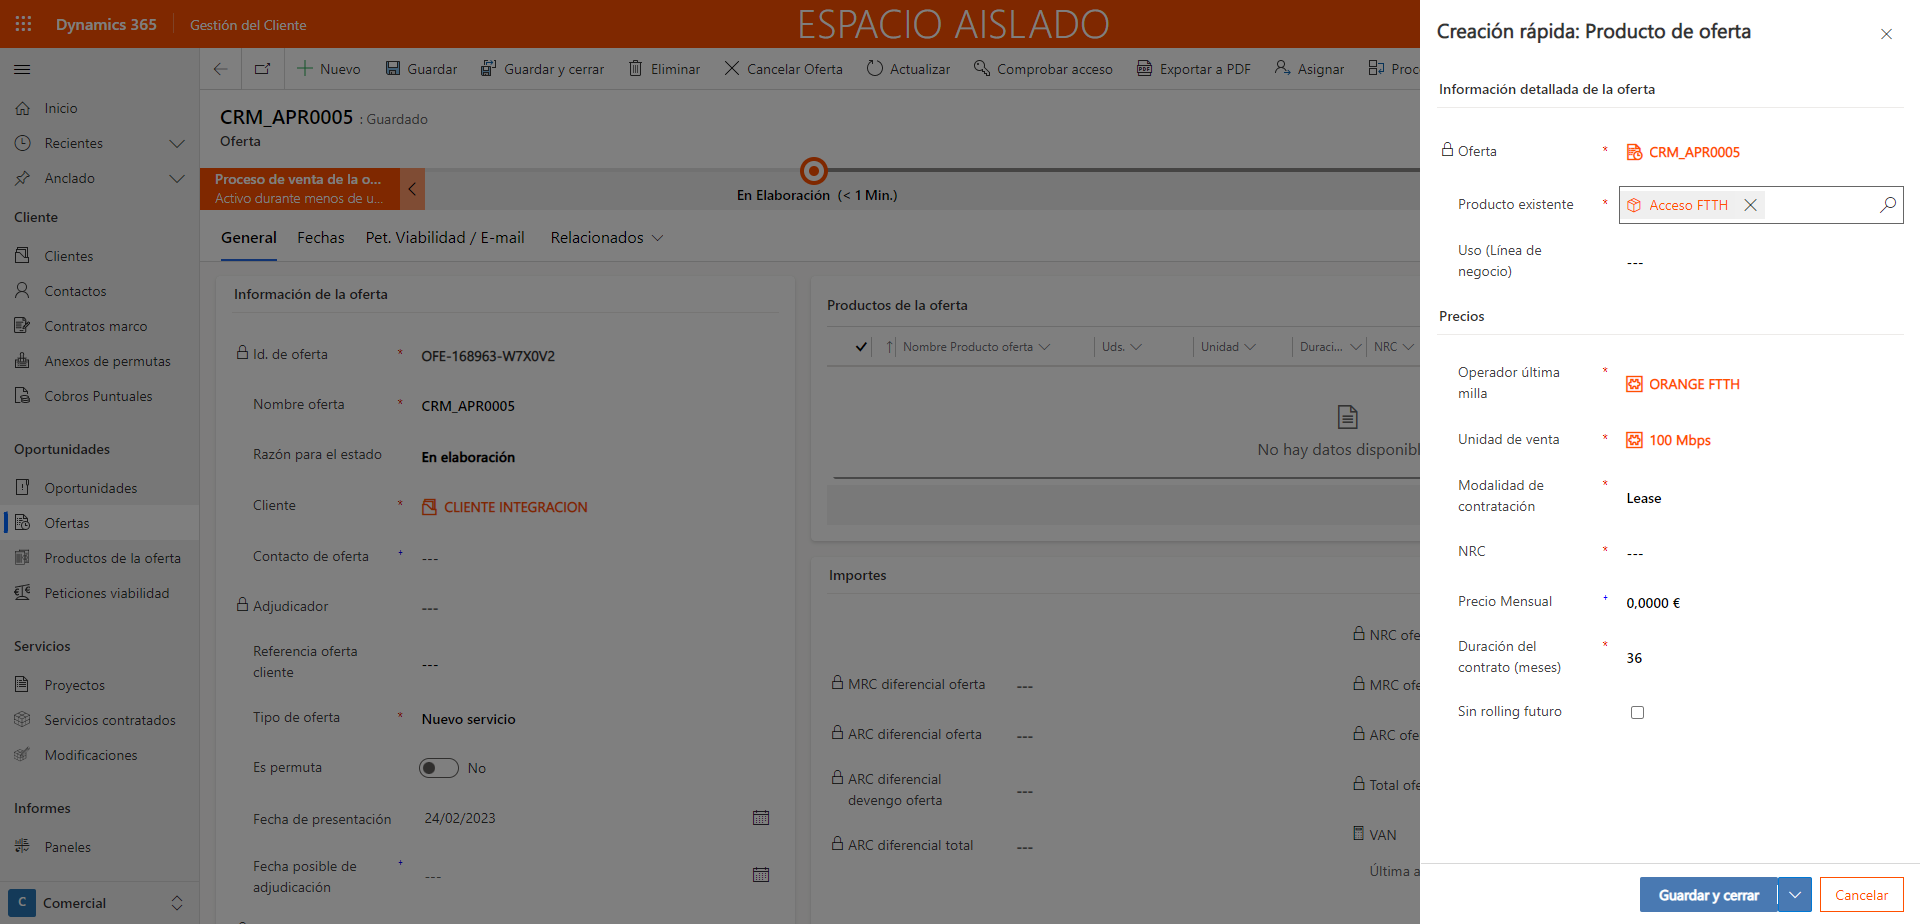 Dynamics 365
Gestión del Cliente
ESPACIO AISLADO
Nuevo
Guardar
Guardar y cerrar
Eliminar
Cancelar Oferta
Actualizar
Comprobar acceso
Exportar a PDF
Asignar
Proc
Inicio
Recientes
Anclado
Cliente
Clientes
Contactos
Contratos marco
Anexos de permutas
Cobros Puntuales
Oportunidades
Oportunidades
Ofertas
Productos de la oferta
Peticiones viabilidad
Servicios
Proyectos
Servicios contratados
Modificaciones
Informes
Paneles
C Comercial
CRM_APR0005 : Guardado
Oferta
Proceso de venta de la o...
Activo durante menos de u...
En Elaboración (< 1 Min.)
General
Fechas
Pet. Viabilidad / E-mail
Relacionados
Información de la oferta
Id. de oferta * OFE-168963-W7X0V2
Nombre oferta * CRM_APR0005
Razón para el estado En elaboración
Cliente * CLIENTE INTEGRACION
Contacto de oferta + ---
Adjudicador ---
Referencia oferta
cliente ---
Tipo de oferta * Nuevo servicio
Es permuta No
Fecha de presentación 24/02/2023
Fecha posible de
adjudicación + ---
Productos de la oferta
Nombre Producto oferta
Uds.
Unidad
Duraci...
NRC
No hay datos disponibl
Importes
NRC ofe
MRC diferencial oferta ---
MRC ofe
ARC diferencial oferta ---
ARC ofe
ARC diferencial
devengo oferta ---
Total ofe
VAN
ARC diferencial total ---
Última a
Creación rápida: Producto de oferta
Información detallada de la oferta
Oferta * CRM_APR0005
Producto existente * Acceso FTTH
Uso (Línea de
negocio) ---
Precios
Operador última
milla * ORANGE FTTH
Unidad de venta * 100 Mbps
Modalidad de
contratación * Lease
NRC * ---
Precio Mensual + 0,0000 €
Duración del
contrato (meses) * 36
Sin rolling futuro
Guardar y cerrar
Cancelar